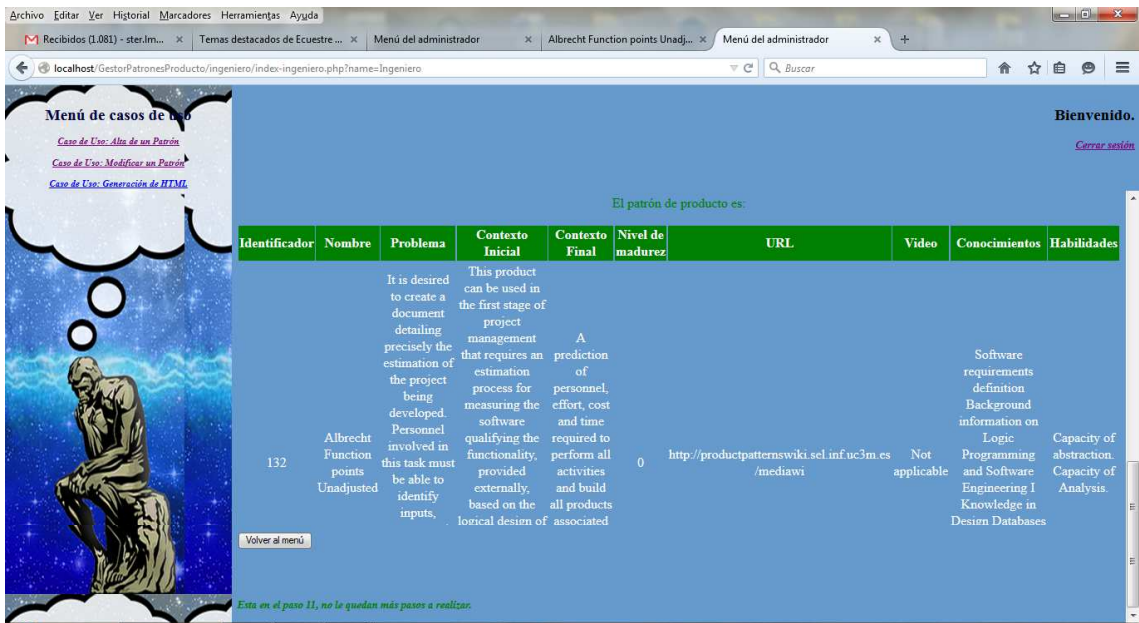 Archivo Editar Ver Historial Marcadores Herramientas Ayuda
Recibidos (1.081) - ster.lm... × Temas destacados de Ecuestre ... × Menú del administrador × Albrecht Function points Unadj... × Menú del administrador × +
localhost/GestorPatronesProducto/ingeniero/index-ingeniero.php?name=Ingeniero Buscar
Menú de casos de uso
Caso de Uso: Alta de un Patrón
Caso de Uso: Modificar un Patrón
Caso de Uso: Generación de HTML
Bienvenido.
Cerrar sesión
El patrón de producto es:
Identificador Nombre Problema Contexto Inicial Contexto Final Nivel de madurez URL Video Conocimientos Habilidades
132
Albrecht
Function
points
Unadjusted
It is desired
to create a
document
detailing
precisely the
estimation of
the project
being
developed.
Personnel
involved in
this task must
be able to
identify
inputs,
This product
can be used in
the first stage of
project
management
that requires an
estimation
process for
measuring the
software
qualifying the
functionality,
provided
externally,
based on the
logical design of
A
prediction
of
personnel,
effort, cost
and time
required to
perform all
activities
and build
all products
associated
0
http://productpatternswiki.sel.inf.uc3m.es
/mediawi
Not
applicable
Software
requirements
definition
Background
information on
Logic
Programming
and Software
Engineering I
Knowledge in
Design Databases
Capacity of
abstraction.
Capacity of
Analysis.
Volver al menú
Esta en el paso 11, no le quedan más pasos a realizar.